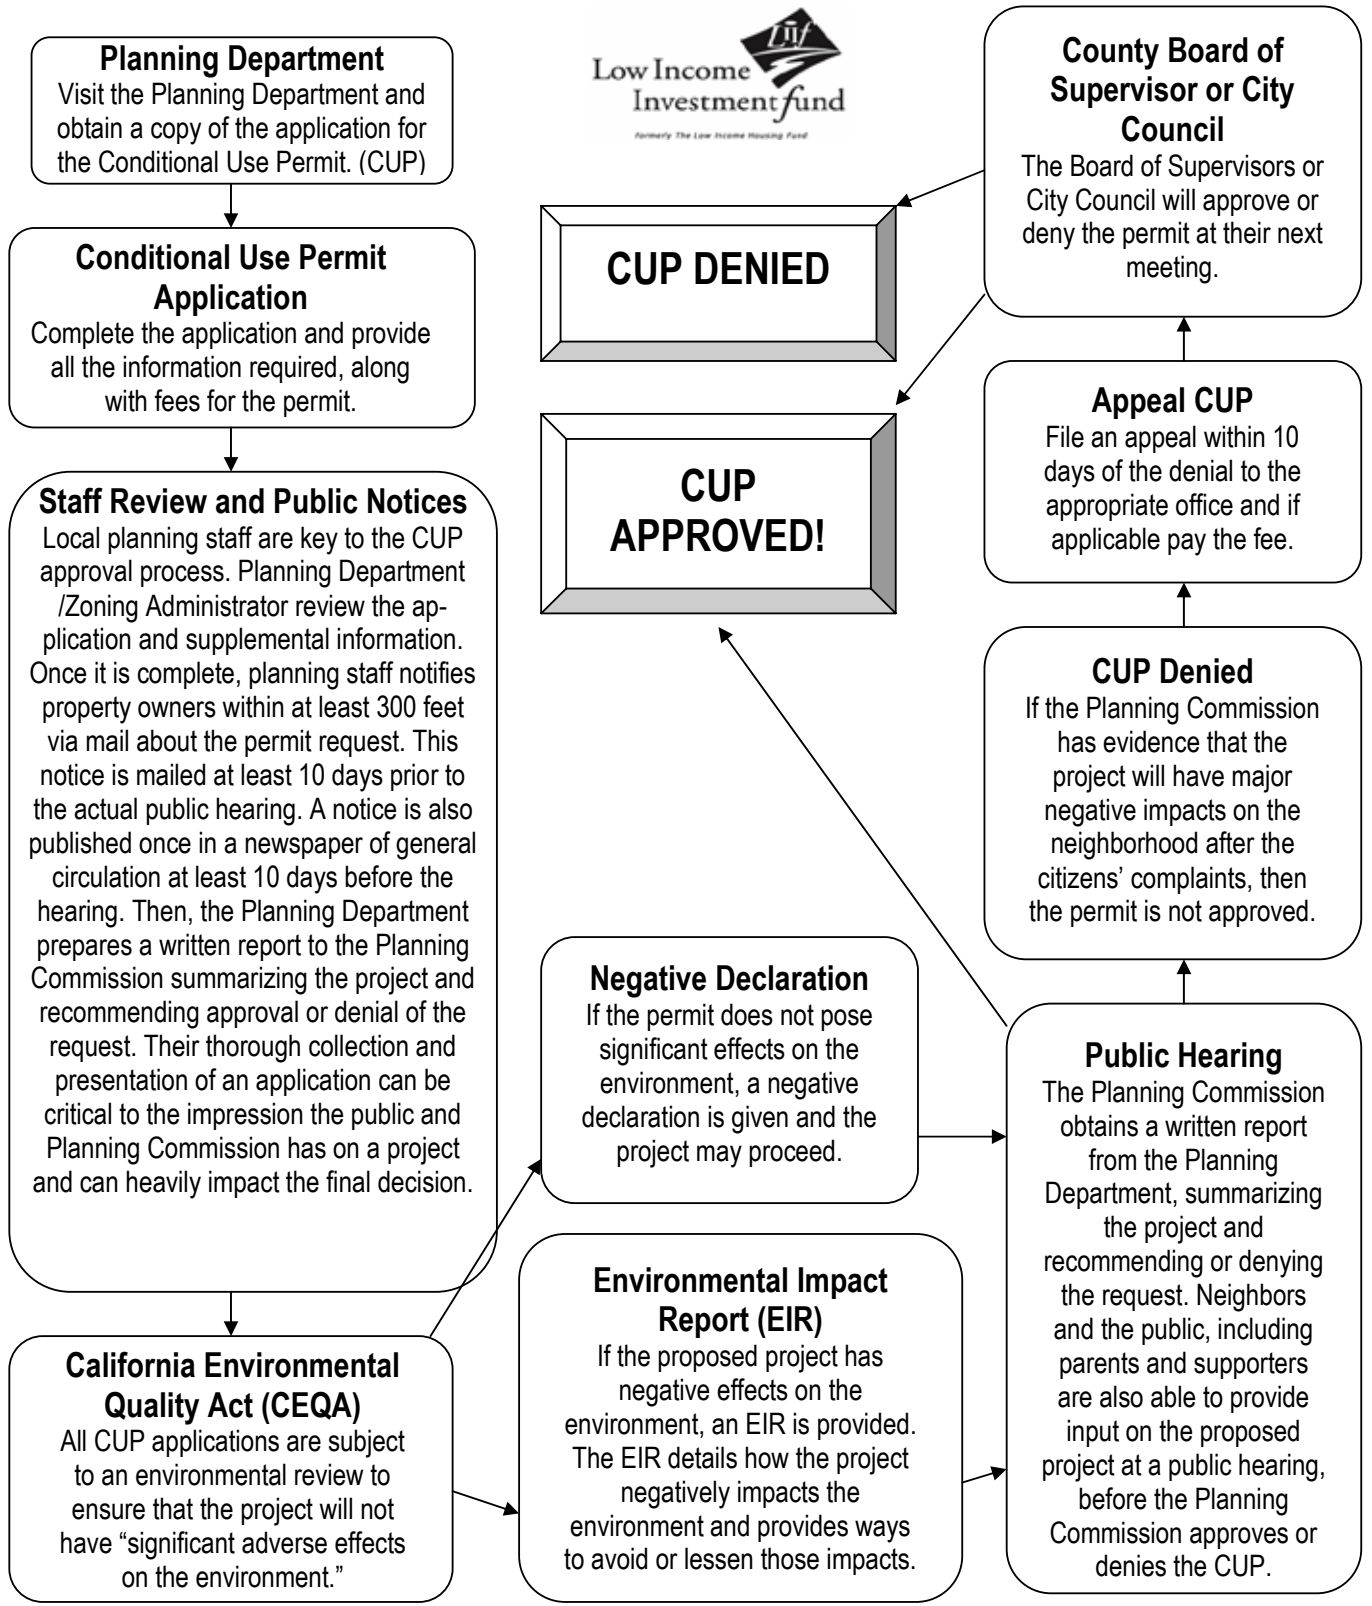 Planning Department
Visit the Planning Department and
obtain a copy of the application for
the Conditional Use Permit. (CUP)
Conditional Use Permit
Application
Complete the application and provide
all the information required, along
with fees for the permit.
Staff Review and Public Notices
Local planning staff are key to the CUP
approval process. Planning Department
/Zoning Administrator review the ap-
plication and supplemental information.
Once it is complete, planning staff notifies
property owners within at least 300 feet
via mail about the permit request. This
notice is mailed at least 10 days prior to
the actual public hearing. A notice is also
published once in a newspaper of general
circulation at least 10 days before the
hearing. Then, the Planning Department
prepares a written report to the Planning
Commission summarizing the project and
recommending approval or denial of the
request. Their thorough collection and
presentation of an application can be
critical to the impression the public and
Planning Commission has on a project
and can heavily impact the final decision.
California Environmental
Quality Act (CEQA)
All CUP applications are subject
to an environmental review to
ensure that the project will not
have “significant adverse effects
on the environment.”
Liif
Low Income
Investment fund
Formerly The Low Income Housing Fund
CUP DENIED
CUP
APPROVED!
Negative Declaration
If the permit does not pose
significant effects on the
environment, a negative
declaration is given and the
project may proceed.
Environmental Impact
Report (EIR)
If the proposed project has
negative effects on the
environment, an EIR is provided.
The EIR details how the project
negatively impacts the
environment and provides ways
to avoid or lessen those impacts.
County Board of
Supervisor or City
Council
The Board of Supervisors or
City Council will approve or
deny the permit at their next
meeting.
Appeal CUP
File an appeal within 10
days of the denial to the
appropriate office and if
applicable pay the fee.
CUP Denied
If the Planning Commission
has evidence that the
project will have major
negative impacts on the
neighborhood after the
citizens’ complaints, then
the permit is not approved.
Public Hearing
The Planning Commission
obtains a written report
from the Planning
Department, summarizing
the project and
recommending or denying
the request. Neighbors
and the public, including
parents and supporters
are also able to provide
input on the proposed
project at a public hearing,
before the Planning
Commission approves or
denies the CUP.